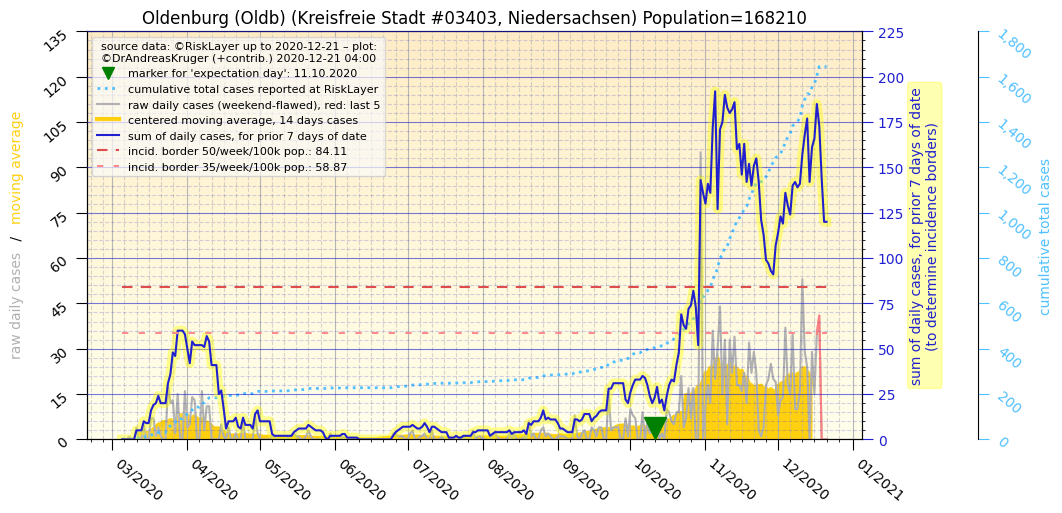 Oldenburg (Oldb) (Kreisfreie Stadt #03403, Niedersachsen) Population=168210
source data: ©RiskLayer up to 2020-12-21 – plot:
©DrAndreasKruger (+contrib.) 2020-12-21 04:00
marker for 'expectation day': 11.10.2020
cumulative total cases reported at RiskLayer
raw daily cases (weekend-flawed), red: last 5
centered moving average, 14 days cases
sum of daily cases, for prior 7 days of date
incid. border 50/week/100k pop.: 84.11
incid. border 35/week/100k pop.: 58.87
raw daily cases / moving average
135
120
105
90
75
60
45
30
15
0
03/2020
04/2020
05/2020
06/2020
07/2020
08/2020
09/2020
10/2020
11/2020
12/2020
01/2021
225
200
175
150
125
100
75
50
25
0
sum of daily cases, for prior 7 days of date
(to determine incidence borders)
1,800
1,600
1,400
1,200
1,000
800
600
400
200
0
cumulative total cases